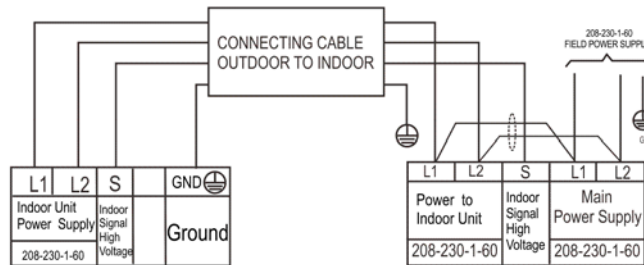 CONNECTING CABLE
OUTDOOR TO INDOOR
208-230-1-60
FIELD POWER SUPPL
L1 L2 S GND
Indoor Unit
Power Supply
208-230-1-60
Indoor
Signal
High
Voltage
Ground
L1 L2 S L1 L2
Power to
Indoor Unit
208-230-1-60
Indoor
Signal
High
Voltage
Main
Power Supply
208-230-1-60